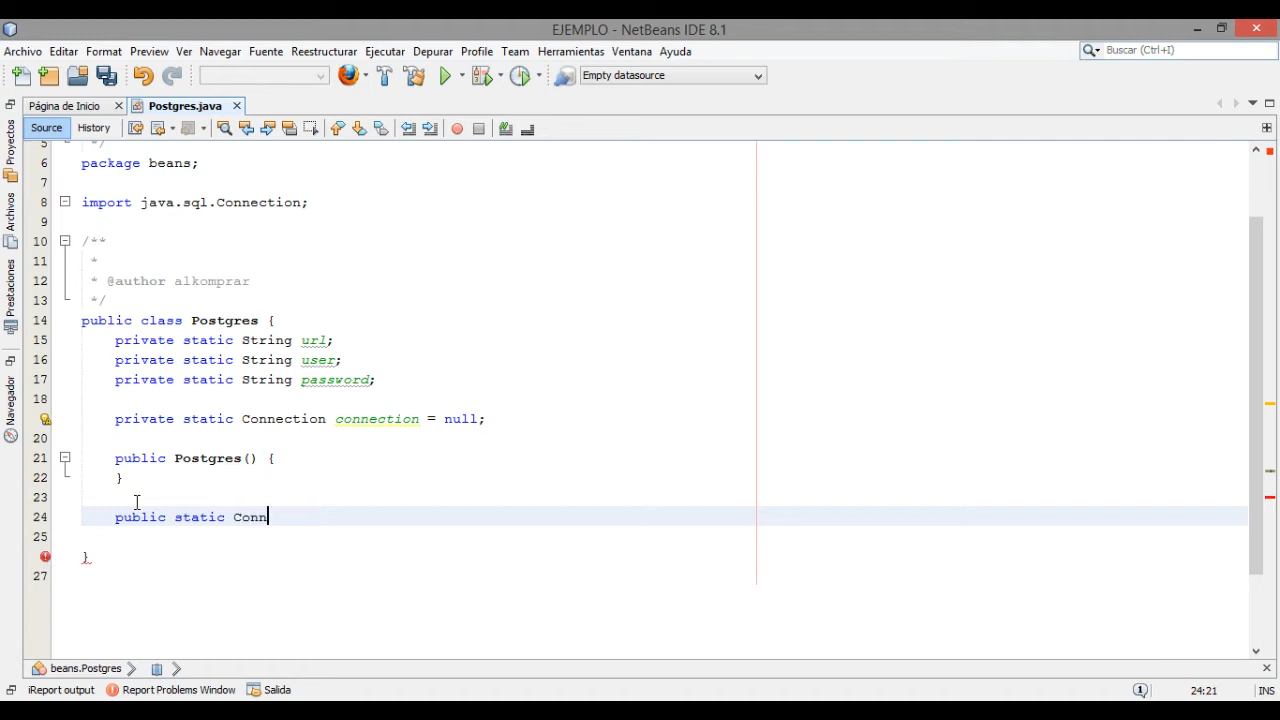 EJEMPLO - NetBeans IDE 8.1
Archivo Editar Format Preview Ver Navegar Fuente Reestructurar Ejecutar Depurar Profile Team Herramientas Ventana Ayuda
Buscar (Ctrl+I)
Empty datasource
Página de Inicio
Postgres.java
Source History
Proyectos
Archivos
Prestaciones
Navegador
5 */
6 package beans;
7
8 import java.sql.Connection;
9
10 /**
11 *
12 * @author alkomprar
13 */
14 public class Postgres {
15 private static String url;
16 private static String user;
17 private static String password;
18
private static Connection connection = null;
20
21 public Postgres() {
22 }
23
24 public static Conn
25
}
27
beans.Postgres
iReport output Report Problems Window Salida
1
24:21
INS